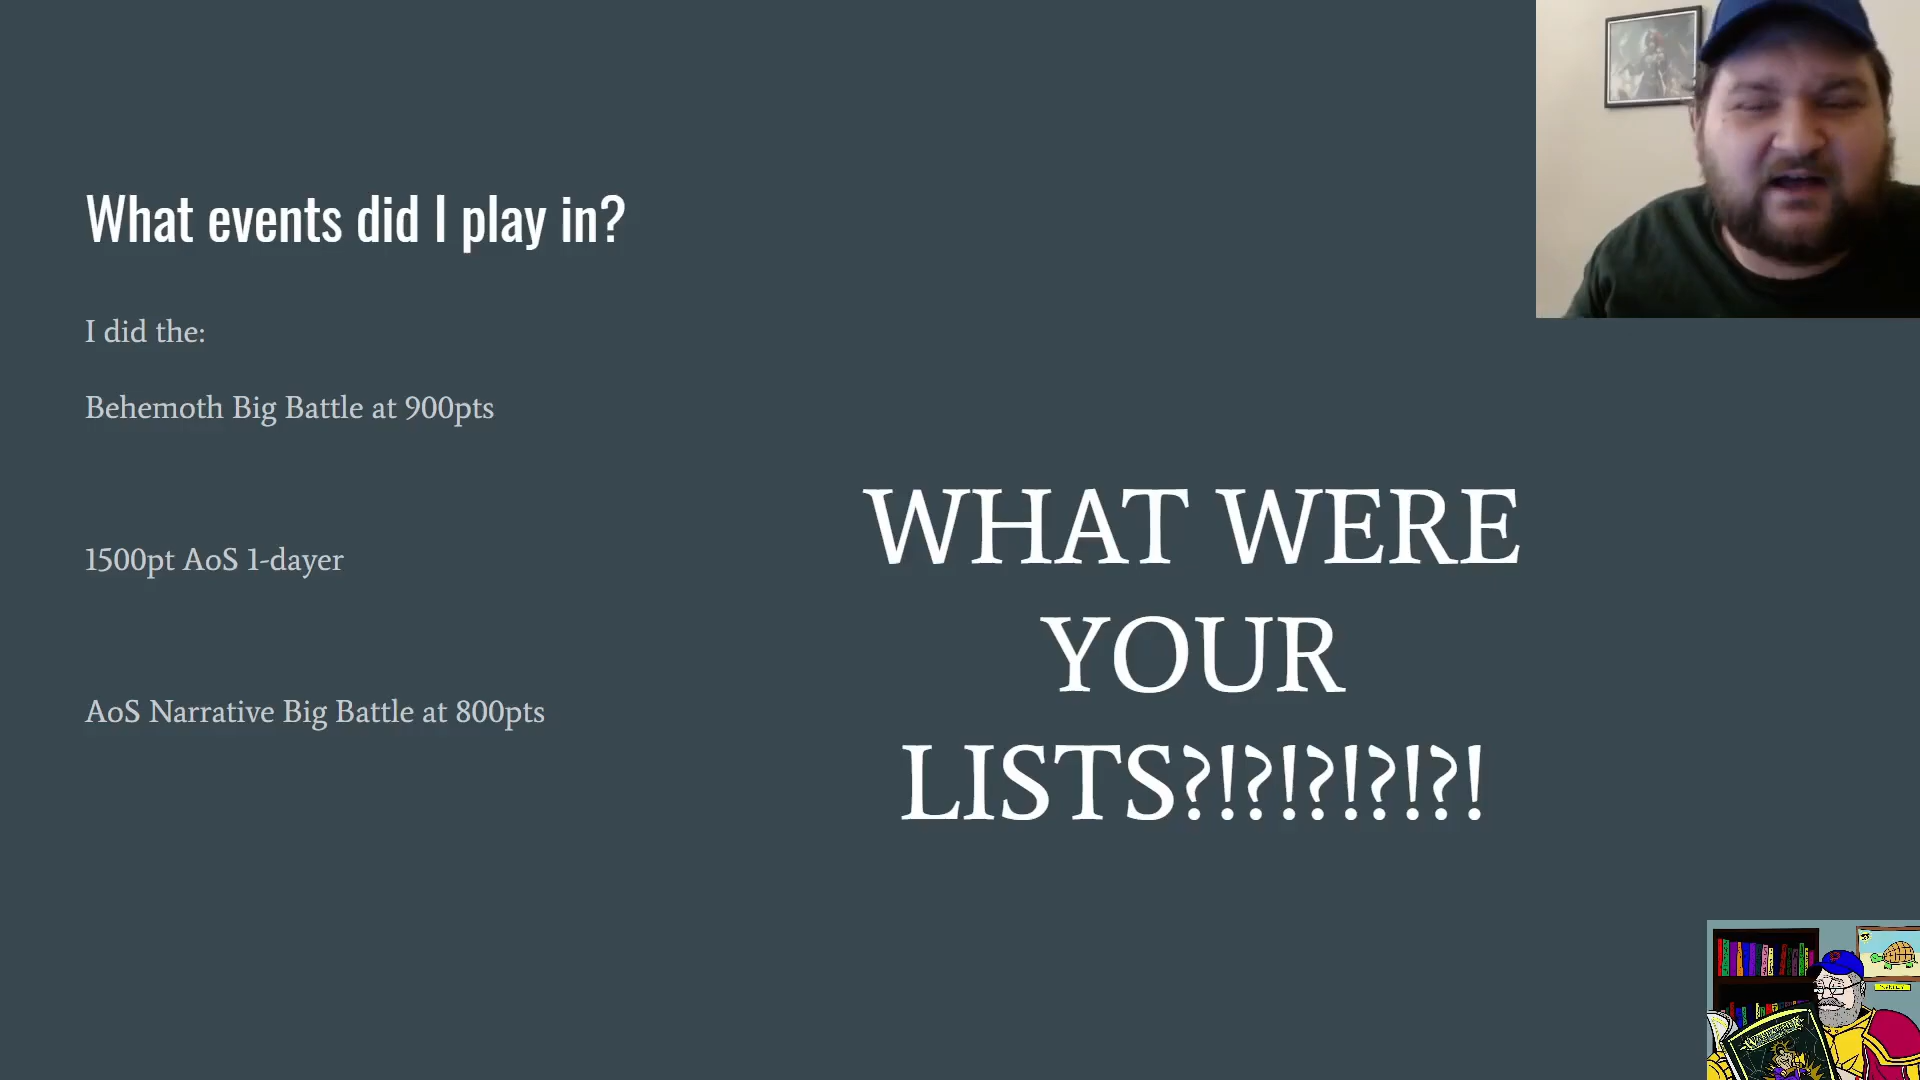 What events did I play in?
I did the:
Behemoth Big Battle at 900pts
1500pt AoS 1-dayer
AoS Narrative Big Battle at 800pts
WHAT WERE
YOUR
LISTS?!?!?!?!?!